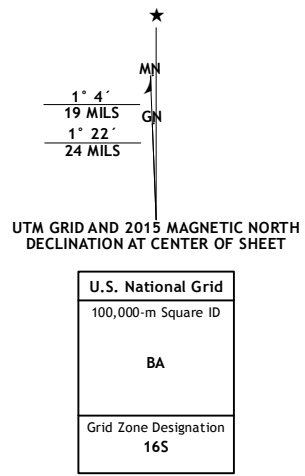 ★
MN
1° 4´
19 MILS
GN
1° 22´
24 MILS
UTM GRID AND 2015 MAGNETIC NORTH
DECLINATION AT CENTER OF SHEET
U.S. National Grid
100,000-m Square ID
BA
Grid Zone Designation
16S